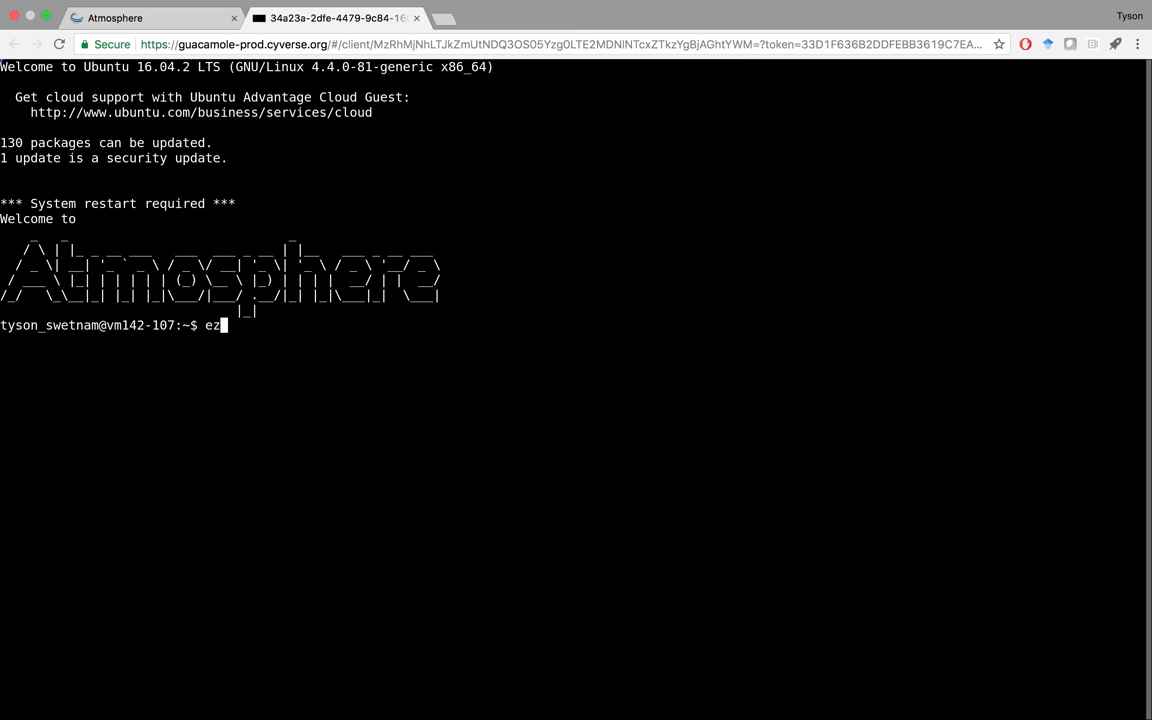 Atmosphere
34a23a-2dfe-4479-9c84-16
Tyson
Secure https://guacamole-prod.cyverse.org/#/client/MzRhMjNhLTJkZmUtNDQ3OS05Yzg0LTE2MDNlNTcxZTkzYgBjAGhtYWM=?token=33D1F636B2DDFEBB3619C7EA...
Welcome to Ubuntu 16.04.2 LTS (GNU/Linux 4.4.0-81-generic x86_64)
Get cloud support with Ubuntu Advantage Cloud Guest:
http://www.ubuntu.com/business/services/cloud
130 packages can be updated.
1 update is a security update.
*** System restart required ***
Welcome to
Atmosphere
tyson_swetnam@vm142-107:~$ ez